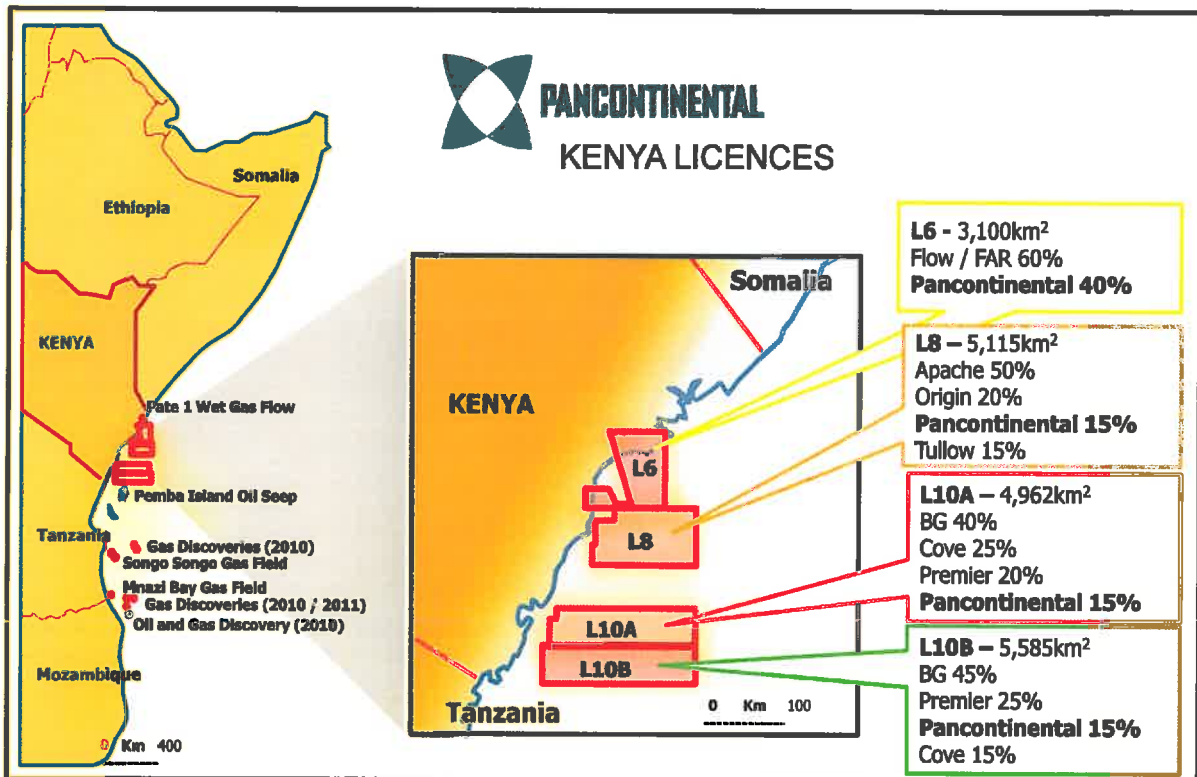 PANCONTINENTAL
KENYA LICENCES
Somalia
Ethiopia
KENYA
Pate 1 Wet Gas Flow
Pemba Island Oil Seep
Tanzania
Gas Discoveries (2010)
Songo Songo Gas Field
Mnazi Bay Gas Field
Gas Discoveries (2010 / 2011)
Oil and Gas Discovery (2010)
Mozambique
0 Km 400
Somalia
KENYA
L6
L8
L10A
L10B
Tanzania
0 Km 100
L6 - 3,100km²
Flow / FAR 60%
Pancontinental 40%
L8 – 5,115km²
Apache 50%
Origin 20%
Pancontinental 15%
Tullow 15%
L10A – 4,962km²
BG 40%
Cove 25%
Premier 20%
Pancontinental 15%
L10B – 5,585km²
BG 45%
Premier 25%
Pancontinental 15%
Cove 15%